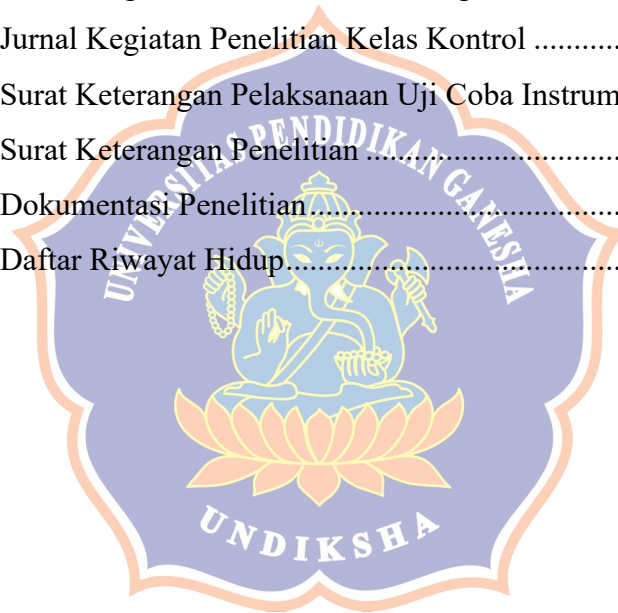 Jurnal Kegiatan Penelitian Kelas Kontrol ............
Surat Keterangan Pelaksanaan Uji Coba Instrum
Surat Keterangan Penelitian ....................................
Dokumentasi Penelitian............................................
Daftar Riwayat Hidup...............................................
UNIVERSITAS PENDIDIKAN GANESHA
UNDIKSHA